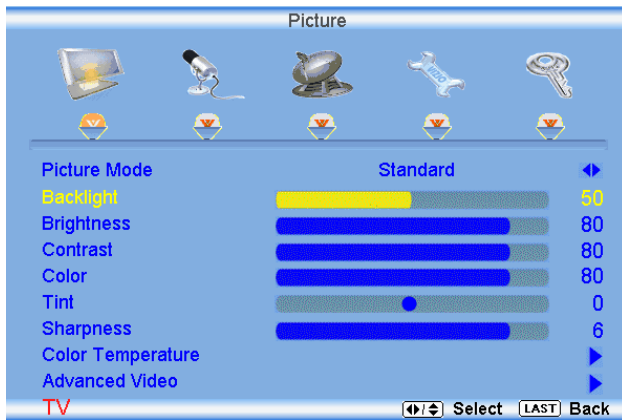 Picture
VIZIO
Picture Mode Standard
Backlight 50
Brightness 80
Contrast 80
Color 80
Tint 0
Sharpness 6
Color Temperature
Advanced Video
TV Select LAST Back